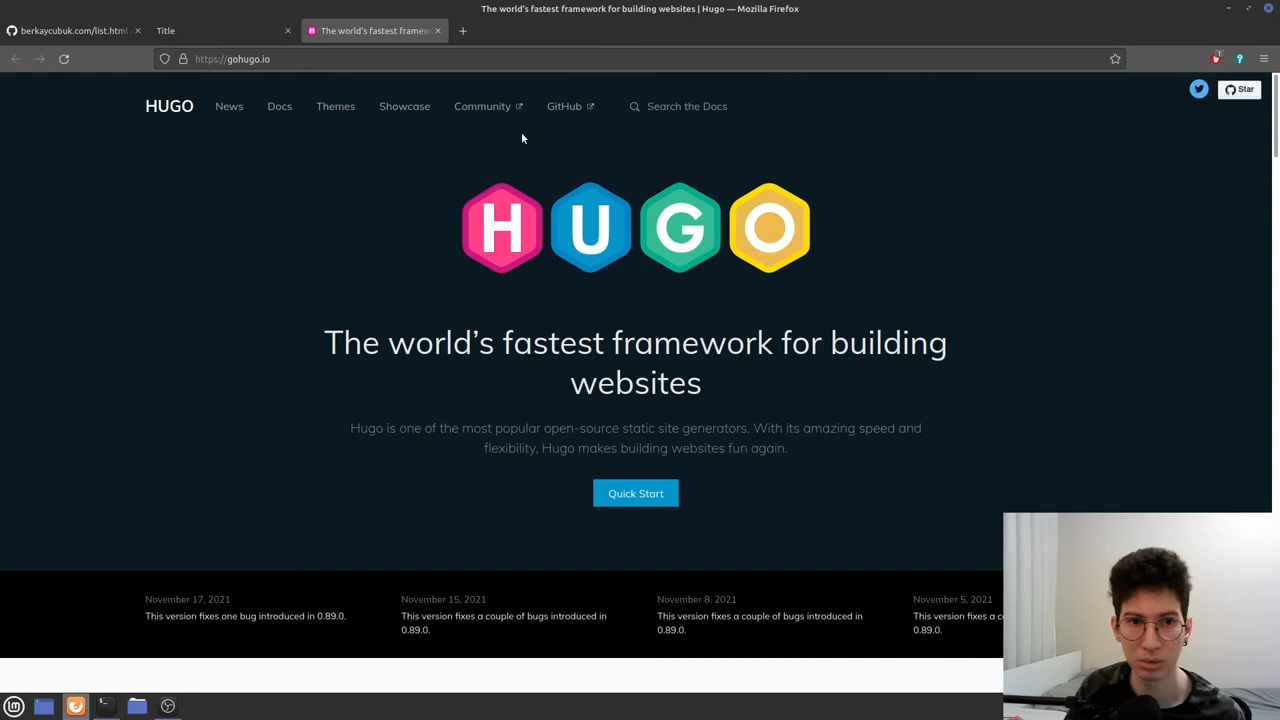 The world's fastest framework for building websites | Hugo — Mozilla Firefox
berkaycubuk.com/list.html
Title
The world's fastest framew
https://gohugo.io
1
HUGO
News
Docs
Themes
Showcase
Community
GitHub
Search the Docs
Star
HUGO
The world's fastest framework for building
websites
Hugo is one of the most popular open-source static site generators. With its amazing speed and
flexibility, Hugo makes building websites fun again.
Quick Start
November 17, 2021
This version fixes one bug introduced in 0.89.0.
November 15, 2021
This version fixes a couple of bugs introduced in
0.89.0.
November 8, 2021
This version fixes a couple of bugs introduced in
0.89.0.
November 5, 2021
This version fixes a c
0.89.0.